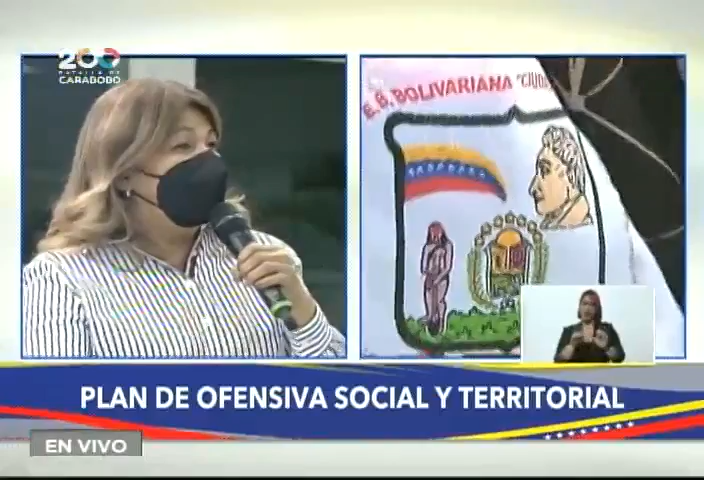 200
BATALLA DE
CARABOBO
E.B. BOLIVARIANA "CIUD
PLAN DE OFENSIVA SOCIAL Y TERRITORIAL
EN VIVO